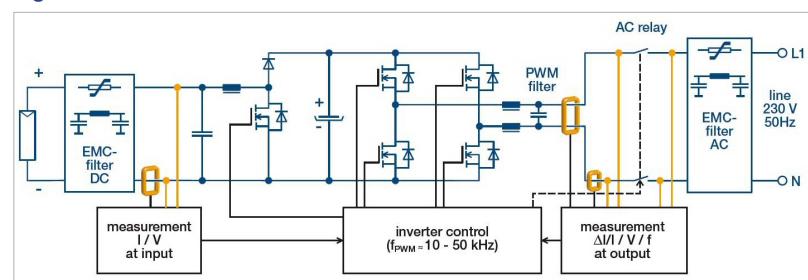 AC relay
PWM
filter
+
-
EMC-
filter
DC
+
-
EMC-
filter
AC
L1
line
230 V
50Hz
N
measurement
I / V
at input
inverter control
(fPWM = 10 - 50 kHz)
measurement
ΔI/I / V / f
at output